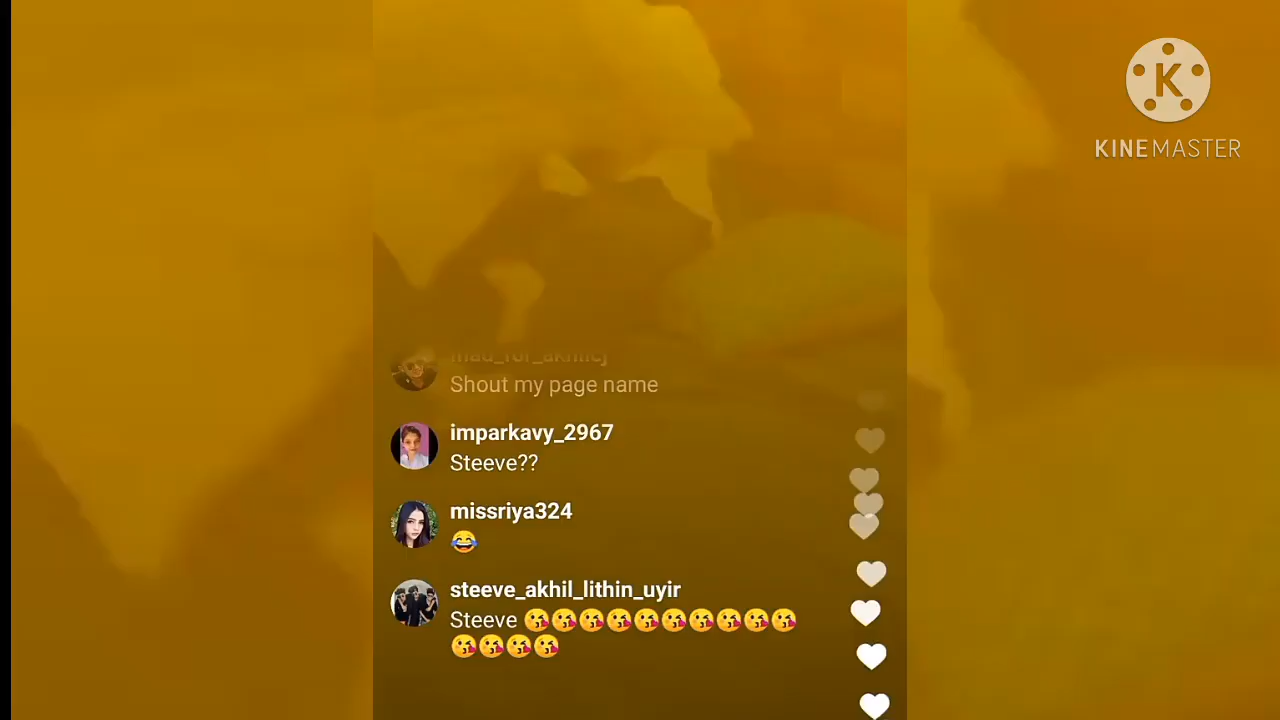 KINEMASTER
Shout my page name
imparkavy_2967
Steeve??
missriya324
😂
steeve_akhil_lithin_uyir
Steeve 😘😘😘😘😘😘😘😘😘😘
😘😘😘😘